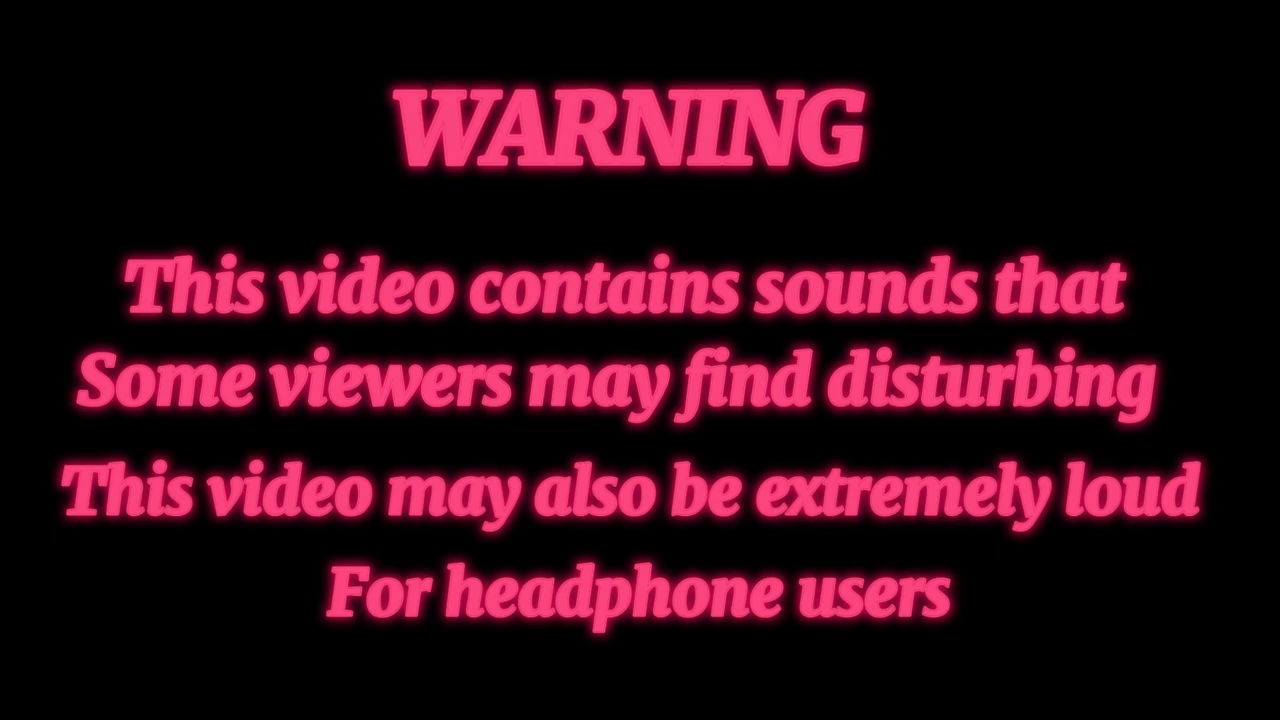 WARNING
This video contains sounds that
Some viewers may find disturbing
This video may also be extremely loud
For headphone users